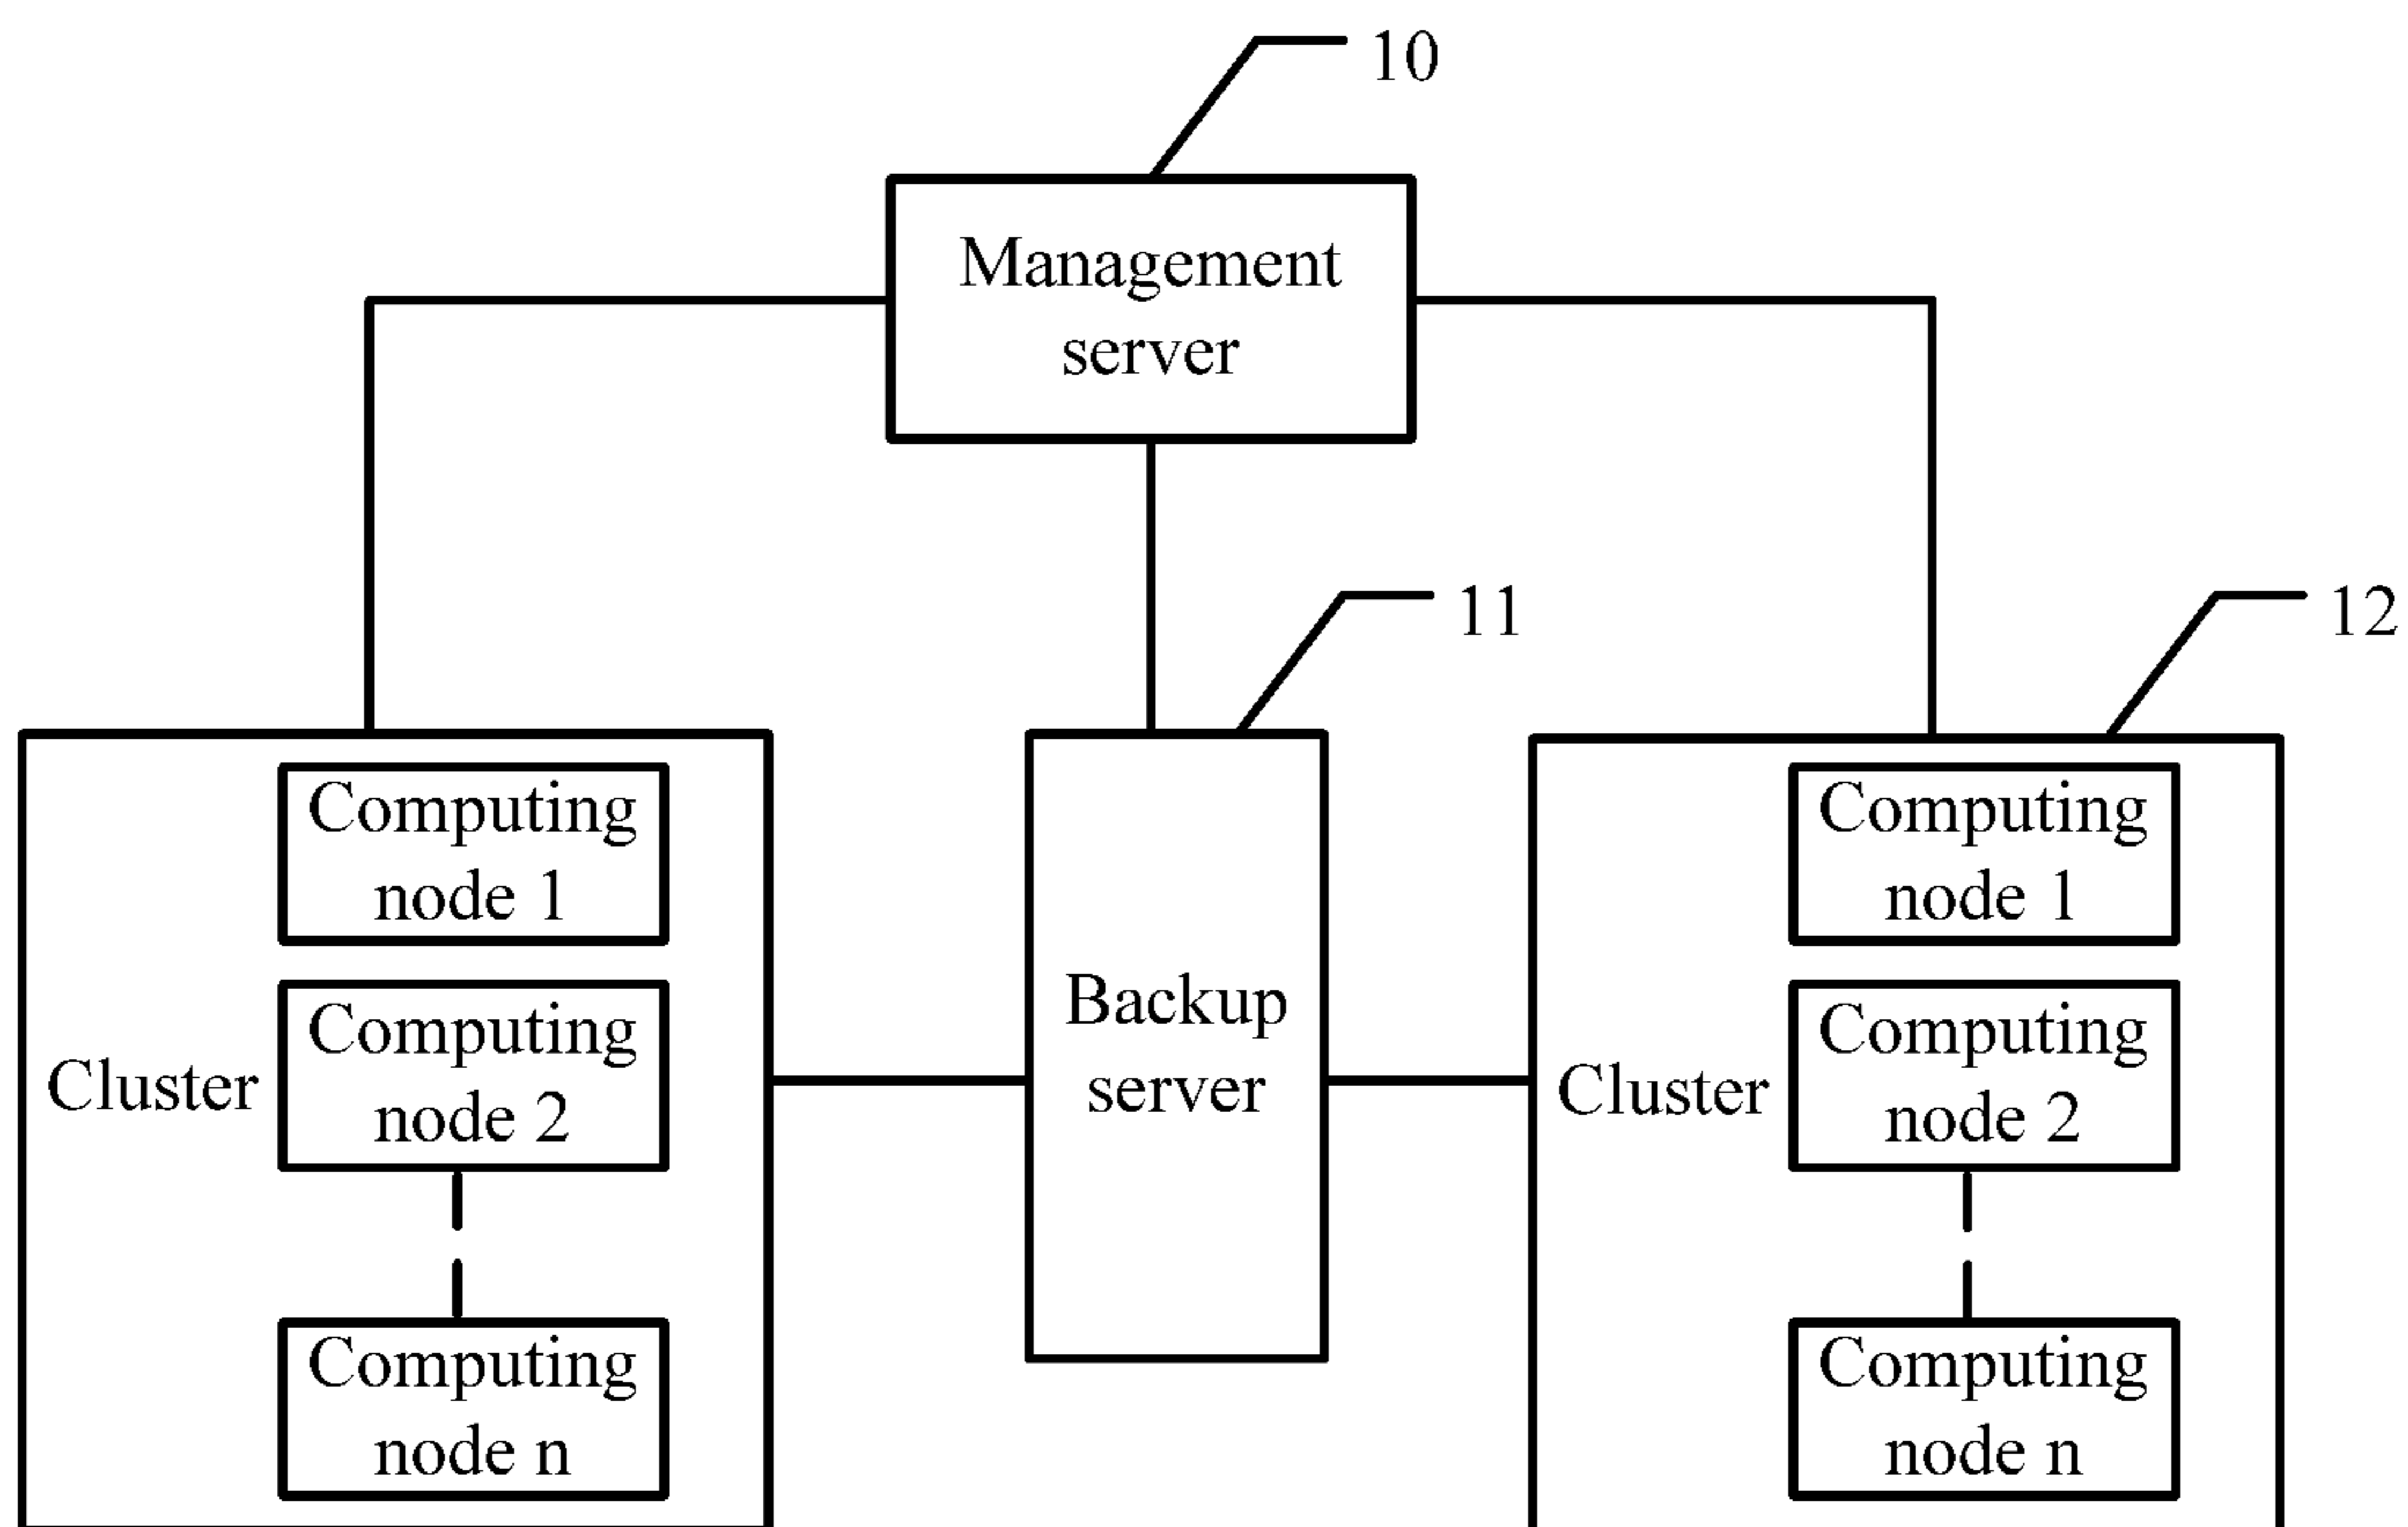 10
Management
server
11
12
Cluster
Computing
node 1
Computing
node 2
Computing
node n
Backup
server
Cluster
Computing
node 1
Computing
node 2
Computing
node n